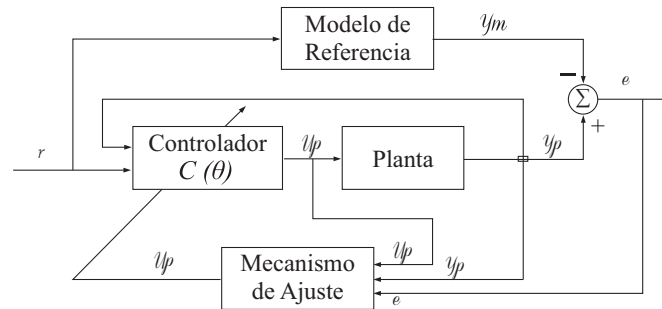 Modelo de
Referencia
ym
e
Σ
r
Controlador
C (θ)
Up
Planta
yp
Up
Mecanismo
de Ajuste
Up
yp
e